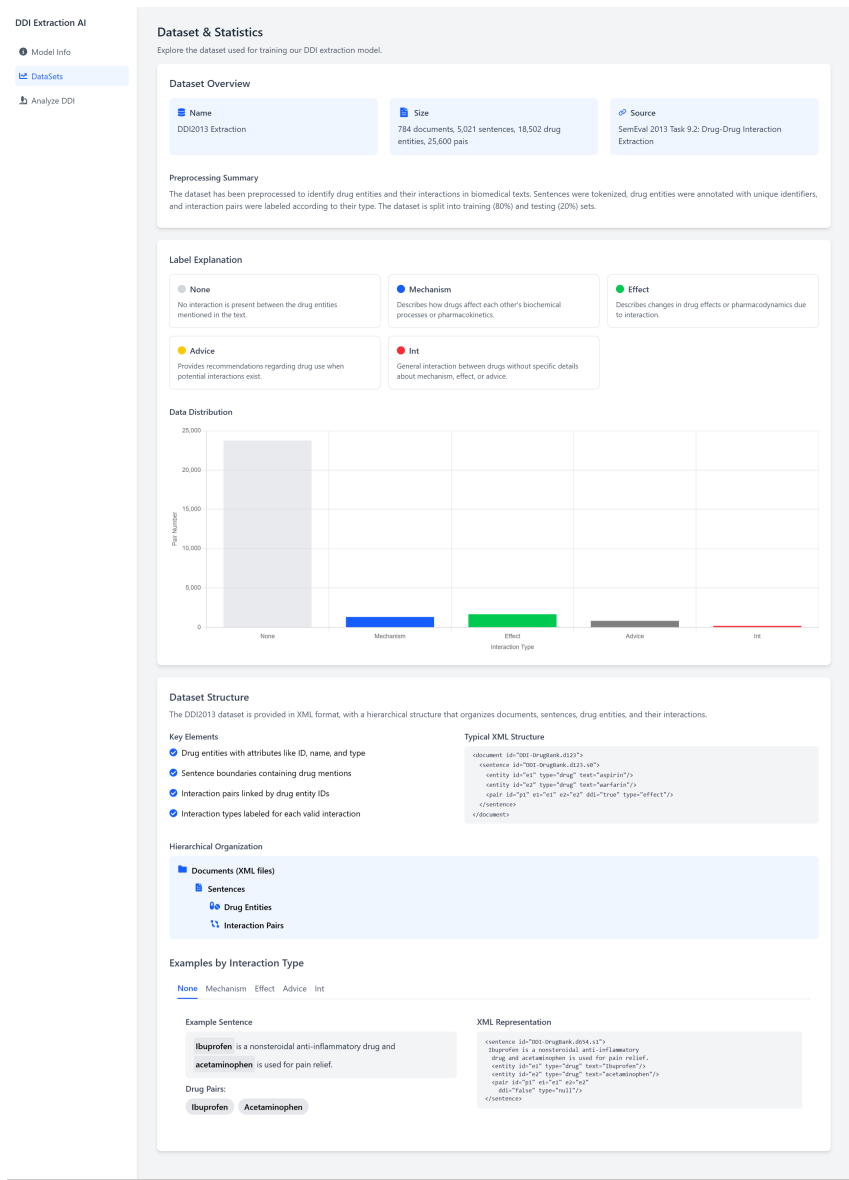 DDI Extraction AI
Model Info
DataSets
Analyze DDI
Dataset & Statistics
Explore the dataset used for training our DDI extraction model.
Dataset Overview
Name
DDI2013 Extraction
Size
784 documents, 5,021 sentences, 18,502 drug
entities, 25,600 pais
Source
SemEval 2013 Task 9.2: Drug-Drug Interaction
Extraction
Preprocessing Summary
The dataset has been preprocessed to identify drug entities and their interactions in biomedical texts. Sentences were tokenized, drug entities were annotated with unique identifiers,
and interaction pairs were labeled according to their type. The dataset is split into training (80%) and testing (20%) sets.
Label Explanation
None
No interaction is present between the drug entities
mentioned in the text.
Mechanism
Describes how drugs affect each other's biochemical
processes or pharmacokinetics.
Effect
Describes changes in drug effects or pharmacodynamics due
to interaction.
Advice
Provides recommendations regarding drug use when
potential interactions exist.
Int
General interaction between drugs without specific details
about mechanism, effect, or advice.
Data Distribution
25,000
20,000
15,000
10,000
5,000
0
Pair Number
None
Mechanism
Effect
Advice
Int
Interaction Type
Dataset Structure
The DDI2013 dataset is provided in XML format, with a hierarchical structure that organizes documents, sentences, drug entities, and their interactions.
Key Elements
Drug entities with attributes like ID, name, and type
Sentence boundaries containing drug mentions
Interaction pairs linked by drug entity IDs
Interaction types labeled for each valid interaction
Typical XML Structure
<document id="DDI-DrugBank.d123">
<sentence id="DDI-DrugBank.d123.s0">
<entity id="e1" type="drug" text="aspirin"/>
<entity id="e2" type="drug" text="warfarin"/>
<pair id="p1" e1="e1" e2="e2" ddi="true" type="effect"/>
</sentence>
</document>
Hierarchical Organization
Documents (XML files)
Sentences
Drug Entities
Interaction Pairs
Examples by Interaction Type
None Mechanism Effect Advice Int
Example Sentence
Ibuprofen is a nonsteroidal anti-inflammatory drug and
acetaminophen is used for pain relief.
Drug Pairs:
Ibuprofen Acetaminophen
XML Representation
<sentence id="DDI-DrugBank.d654.s1">
Ibuprofen is a nonsteroidal anti-inflammatory
drug and acetaminophen is used for pain relief.
<entity id="e1" type="drug" text="Ibuprofen"/>
<entity id="e2" type="drug" text="acetaminophen"/>
<pair id="p1" e1="e1" e2="e2"
ddi="false" type="null"/>
</sentence>